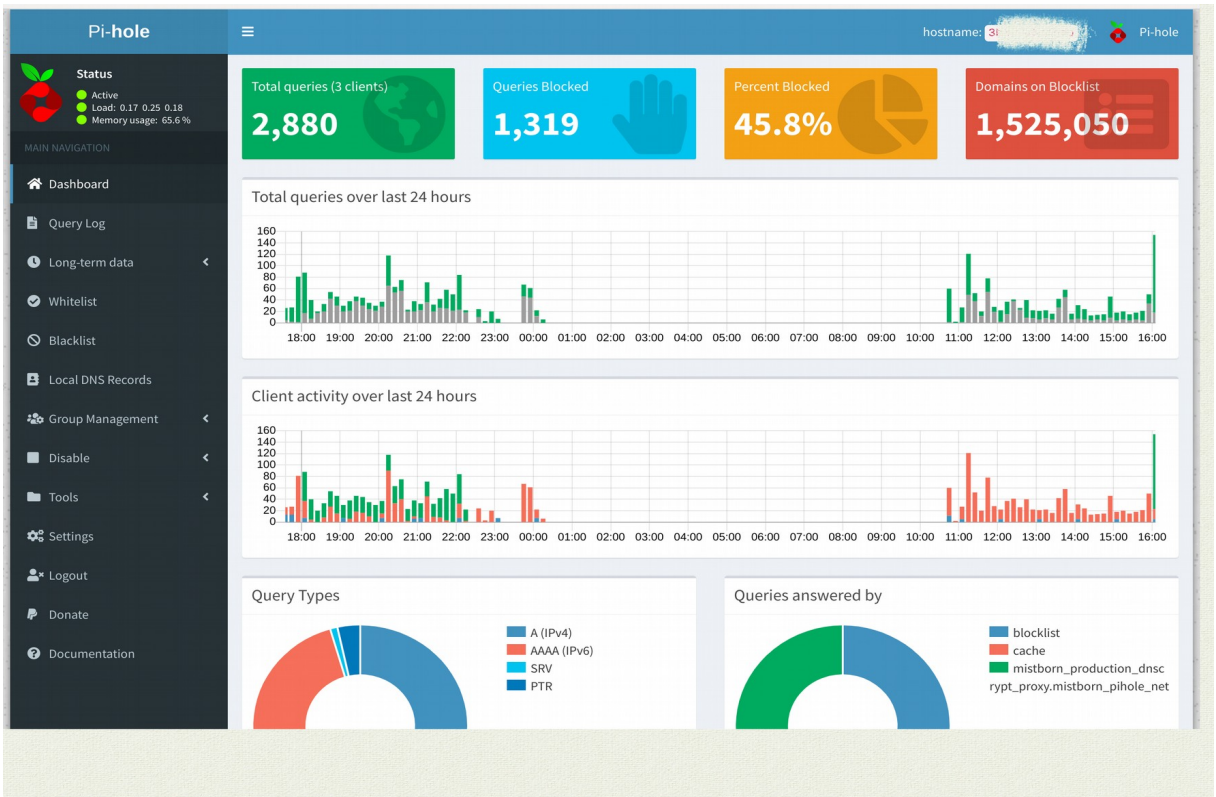 Pi-hole
hostname: 3
Pi-hole
Status
Active
Load: 0.17 0.25 0.18
Memory usage: 65.6 %
MAIN NAVIGATION
Dashboard
Query Log
Long-term data
Whitelist
Blacklist
Local DNS Records
Group Management
Disable
Tools
Settings
Logout
Donate
Documentation
Total queries (3 clients)
2,880
Queries Blocked
1,319
Percent Blocked
45.8%
Domains on Blocklist
1,525,050
Total queries over last 24 hours
160
140
120
100
80
60
40
20
0
18:00 19:00 20:00 21:00 22:00 23:00 00:00 01:00 02:00 03:00 04:00 05:00 06:00 07:00 08:00 09:00 10:00 11:00 12:00 13:00 14:00 15:00 16:00
Client activity over last 24 hours
160
140
120
100
80
60
40
20
0
18:00 19:00 20:00 21:00 22:00 23:00 00:00 01:00 02:00 03:00 04:00 05:00 06:00 07:00 08:00 09:00 10:00 11:00 12:00 13:00 14:00 15:00 16:00
Query Types
A (IPv4)
AAAA (IPv6)
SRV
PTR
Queries answered by
blocklist
cache
mistborn_production_dnsc
rypt_proxy.mistborn_pihole_net